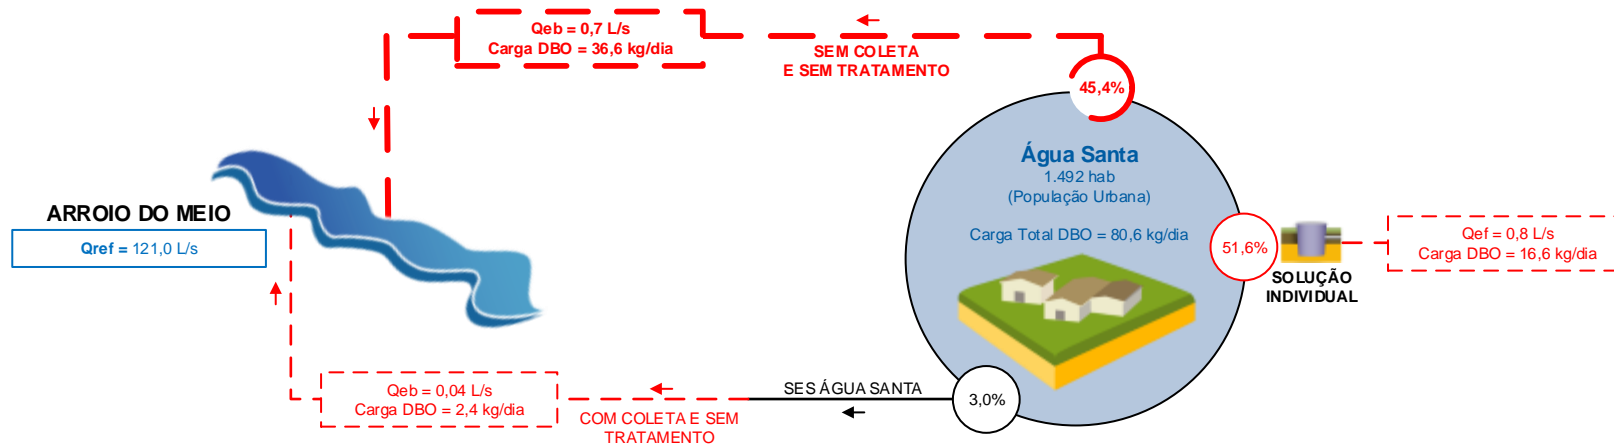 Qeb = 0,7 L/s
Carga DBO = 36,6 kg/dia
SEM COLETA
E SEM TRATAMENTO
45,4%
Água Santa
1.492 hab
(População Urbana)
Carga Total DBO = 80,6 kg/dia
ARROIO DO MEIO
Qref = 121,0 L/s
51,6%
SOLUÇÃO
INDIVIDUAL
Qef = 0,8 L/s
Carga DBO = 16,6 kg/dia
Qeb = 0,04 L/s
Carga DBO = 2,4 kg/dia
COM COLETA E SEM
TRATAMENTO
SES ÁGUA SANTA
3,0%